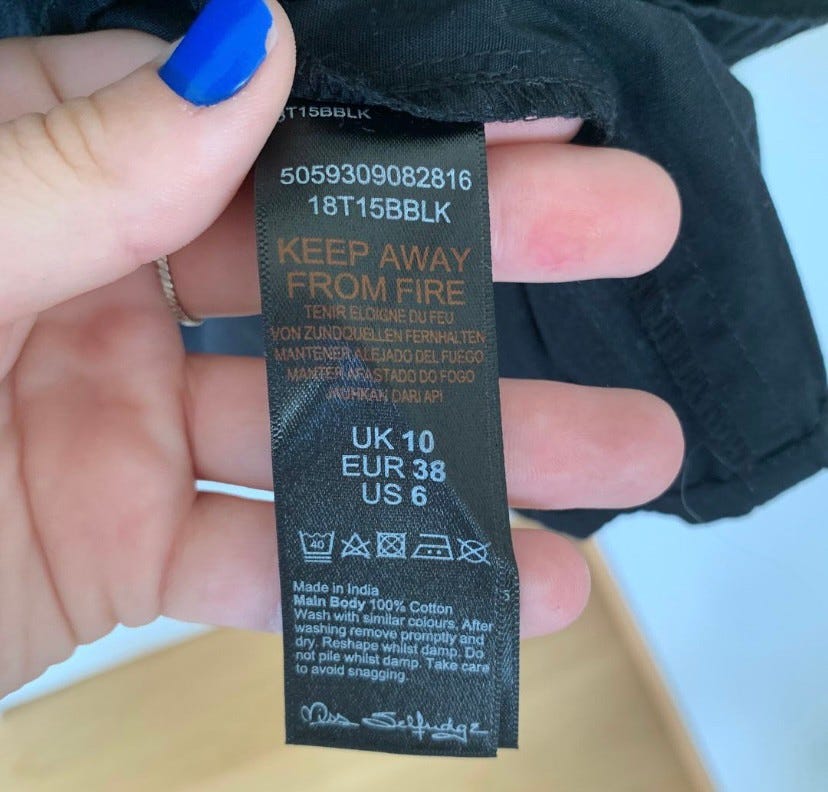 8T15BBLK
5059309082816
18T15BBLK
KEEP AWAY
FROM FIRE
TENIR ELOIGNE DU FEU
VON ZUNDQUELLEN FERNHALTEN
MANTENER ALEJADO DEL FUEGO
MANTER AFASTADO DO FOGO
JAUHKAN DARI API
UK 10
EUR 38
US 6
40
Made in India
Main Body 100% Cotton
Wash with similar colours. After
washing remove promptly and
dry. Reshape whilst damp. Do
not pile whilst damp. Take care
to avoid snagging.
Miss Selfridge